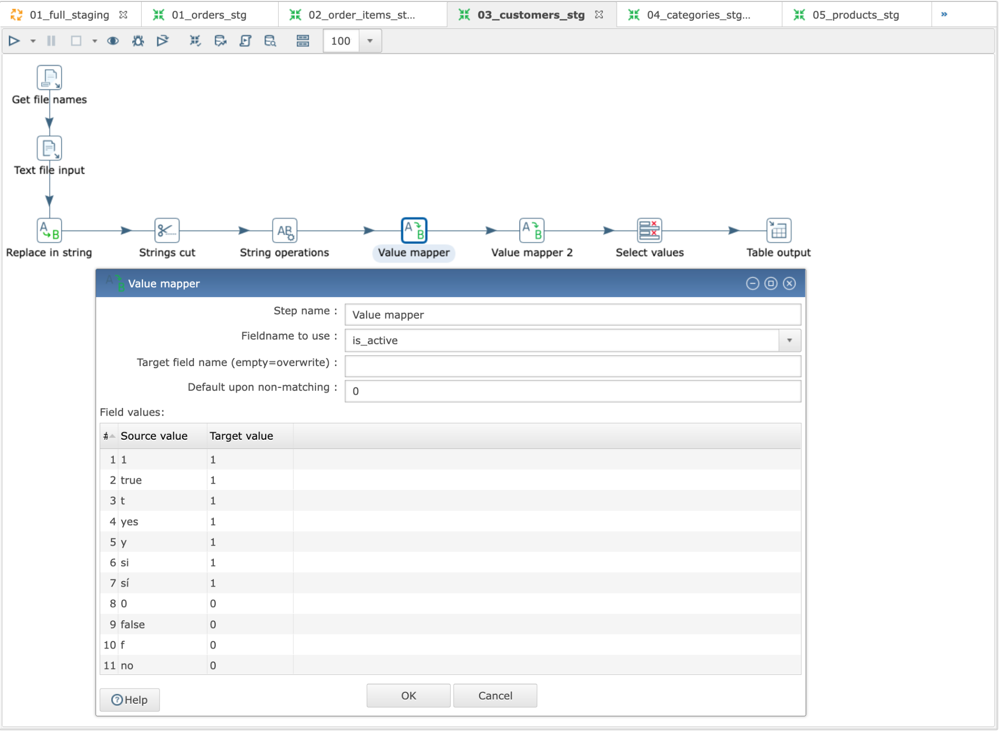 01_full_staging
01_orders_stg
02_order_items_st...
03_customers_stg
04_categories_stg...
05_products_stg
»
100
Get file names
Text file input
Replace in string
Strings cut
String operations
Value mapper
Value mapper 2
Select values
Table output
Value mapper
Step name : Value mapper
Fieldname to use : is_active
Target field name (empty=overwrite) :
Default upon non-matching : 0
Field values:
# Source value Target value
1 1 1
2 true 1
3 t 1
4 yes 1
5 y 1
6 si 1
7 sí 1
8 0 0
9 false 0
10 f 0
11 no 0
Help
OK
Cancel